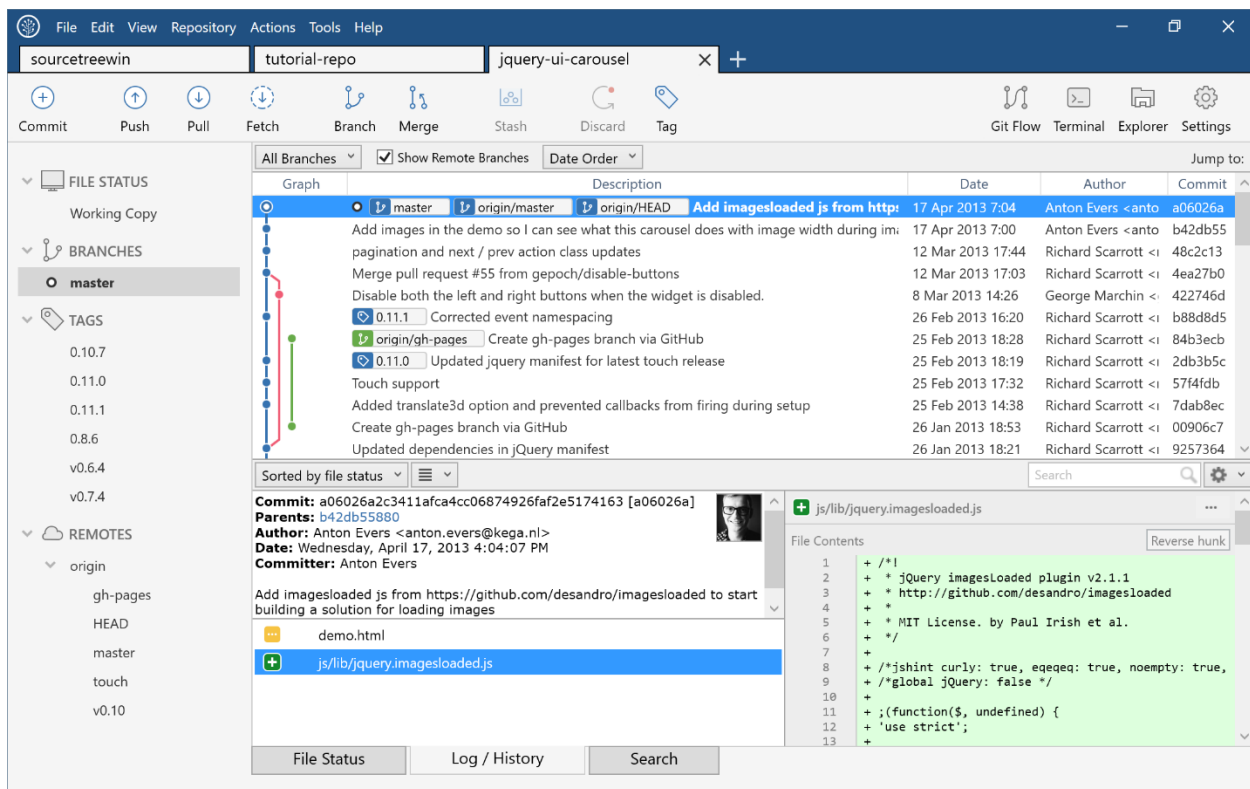 File Edit View Repository Actions Tools Help
sourcetreewin tutorial-repo jquery-ui-carousel
Commit Push Pull Fetch Branch Merge Stash Discard Tag Git Flow Terminal Explorer Settings
All Branches Show Remote Branches Date Order Jump to:
FILE STATUS
Working Copy
BRANCHES
master
TAGS
0.10.7
0.11.0
0.11.1
0.8.6
v0.6.4
v0.7.4
REMOTES
origin
gh-pages
HEAD
master
touch
v0.10
Graph Description Date Author Commit
master origin/master origin/HEAD Add imagesloaded js from https 17 Apr 2013 7:04 Anton Evers <anto a06026a
Add images in the demo so I can see what this carousel does with image width during 17 Apr 2013 7:00 Anton Evers <anto b42db55
pagination and next / prev action class updates 12 Mar 2013 17:44 Richard Scarrott < 48c2c13
Merge pull request #55 from gepoch/disable-buttons 12 Mar 2013 17:03 Richard Scarrott < 4ea27b0
Disable both the left and right buttons when the widget is disabled. 8 Mar 2013 14:26 George Marchin < 422746d
0.11.1 Corrected event namespacing 26 Feb 2013 16:20 Richard Scarrott < b88d8d5
origin/gh-pages Create gh-pages branch via GitHub 25 Feb 2013 18:28 Richard Scarrott < 84b3ecb
0.11.0 Updated jquery manifest for latest touch release 25 Feb 2013 18:19 Richard Scarrott < 2db3b5c
Touch support 25 Feb 2013 17:32 Richard Scarrott < 57f4fdb
Added translate3d option and prevented callbacks from firing during setup 25 Feb 2013 14:38 Richard Scarrott < 7dab8ec
Create gh-pages branch via GitHub 26 Jan 2013 18:53 Richard Scarrott < 00906c7
Updated dependencies in jQuery manifest 26 Jan 2013 18:21 Richard Scarrott < 9257364
Sorted by file status Search
Commit: a06026a2c3411afca4cc06874926faf2e5174163 [a06026a]
Parents: b42db55880
Author: Anton Evers <anton.evers@kega.nl>
Date: Wednesday, April 17, 2013 4:04:07 PM
Committer: Anton Evers
Add imagesloaded js from https://github.com/desandro/imagesloaded to start
building a solution for loading images
demo.html
js/lib/jquery.imagesloaded.js
js/lib/jquery.imagesloaded.js
File Contents Reverse hunk
1 + /*!
2 + * jQuery imagesLoaded plugin v2.1.1
3 + * http://github.com/desandro/imagesloaded
4 + *
5 + * MIT License. by Paul Irish et al.
6 + */
7 +
8 + /*jshint curly: true, eqeqeq: true, noempty: true,
9 + /*global jQuery: false */
10 +
11 + ;(function($, undefined) {
12 + 'use strict';
13 +
File Status Log / History Search